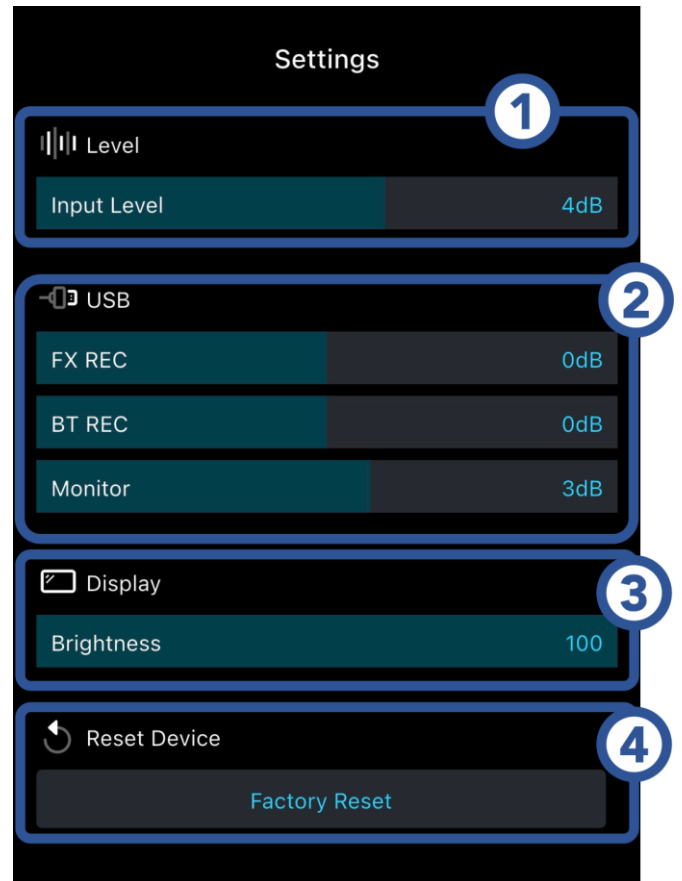 Settings
1
Level
Input Level 4dB
2
USB
FX REC 0dB
BT REC 0dB
Monitor 3dB
Display
3
Brightness 100
Reset Device
4
Factory Reset